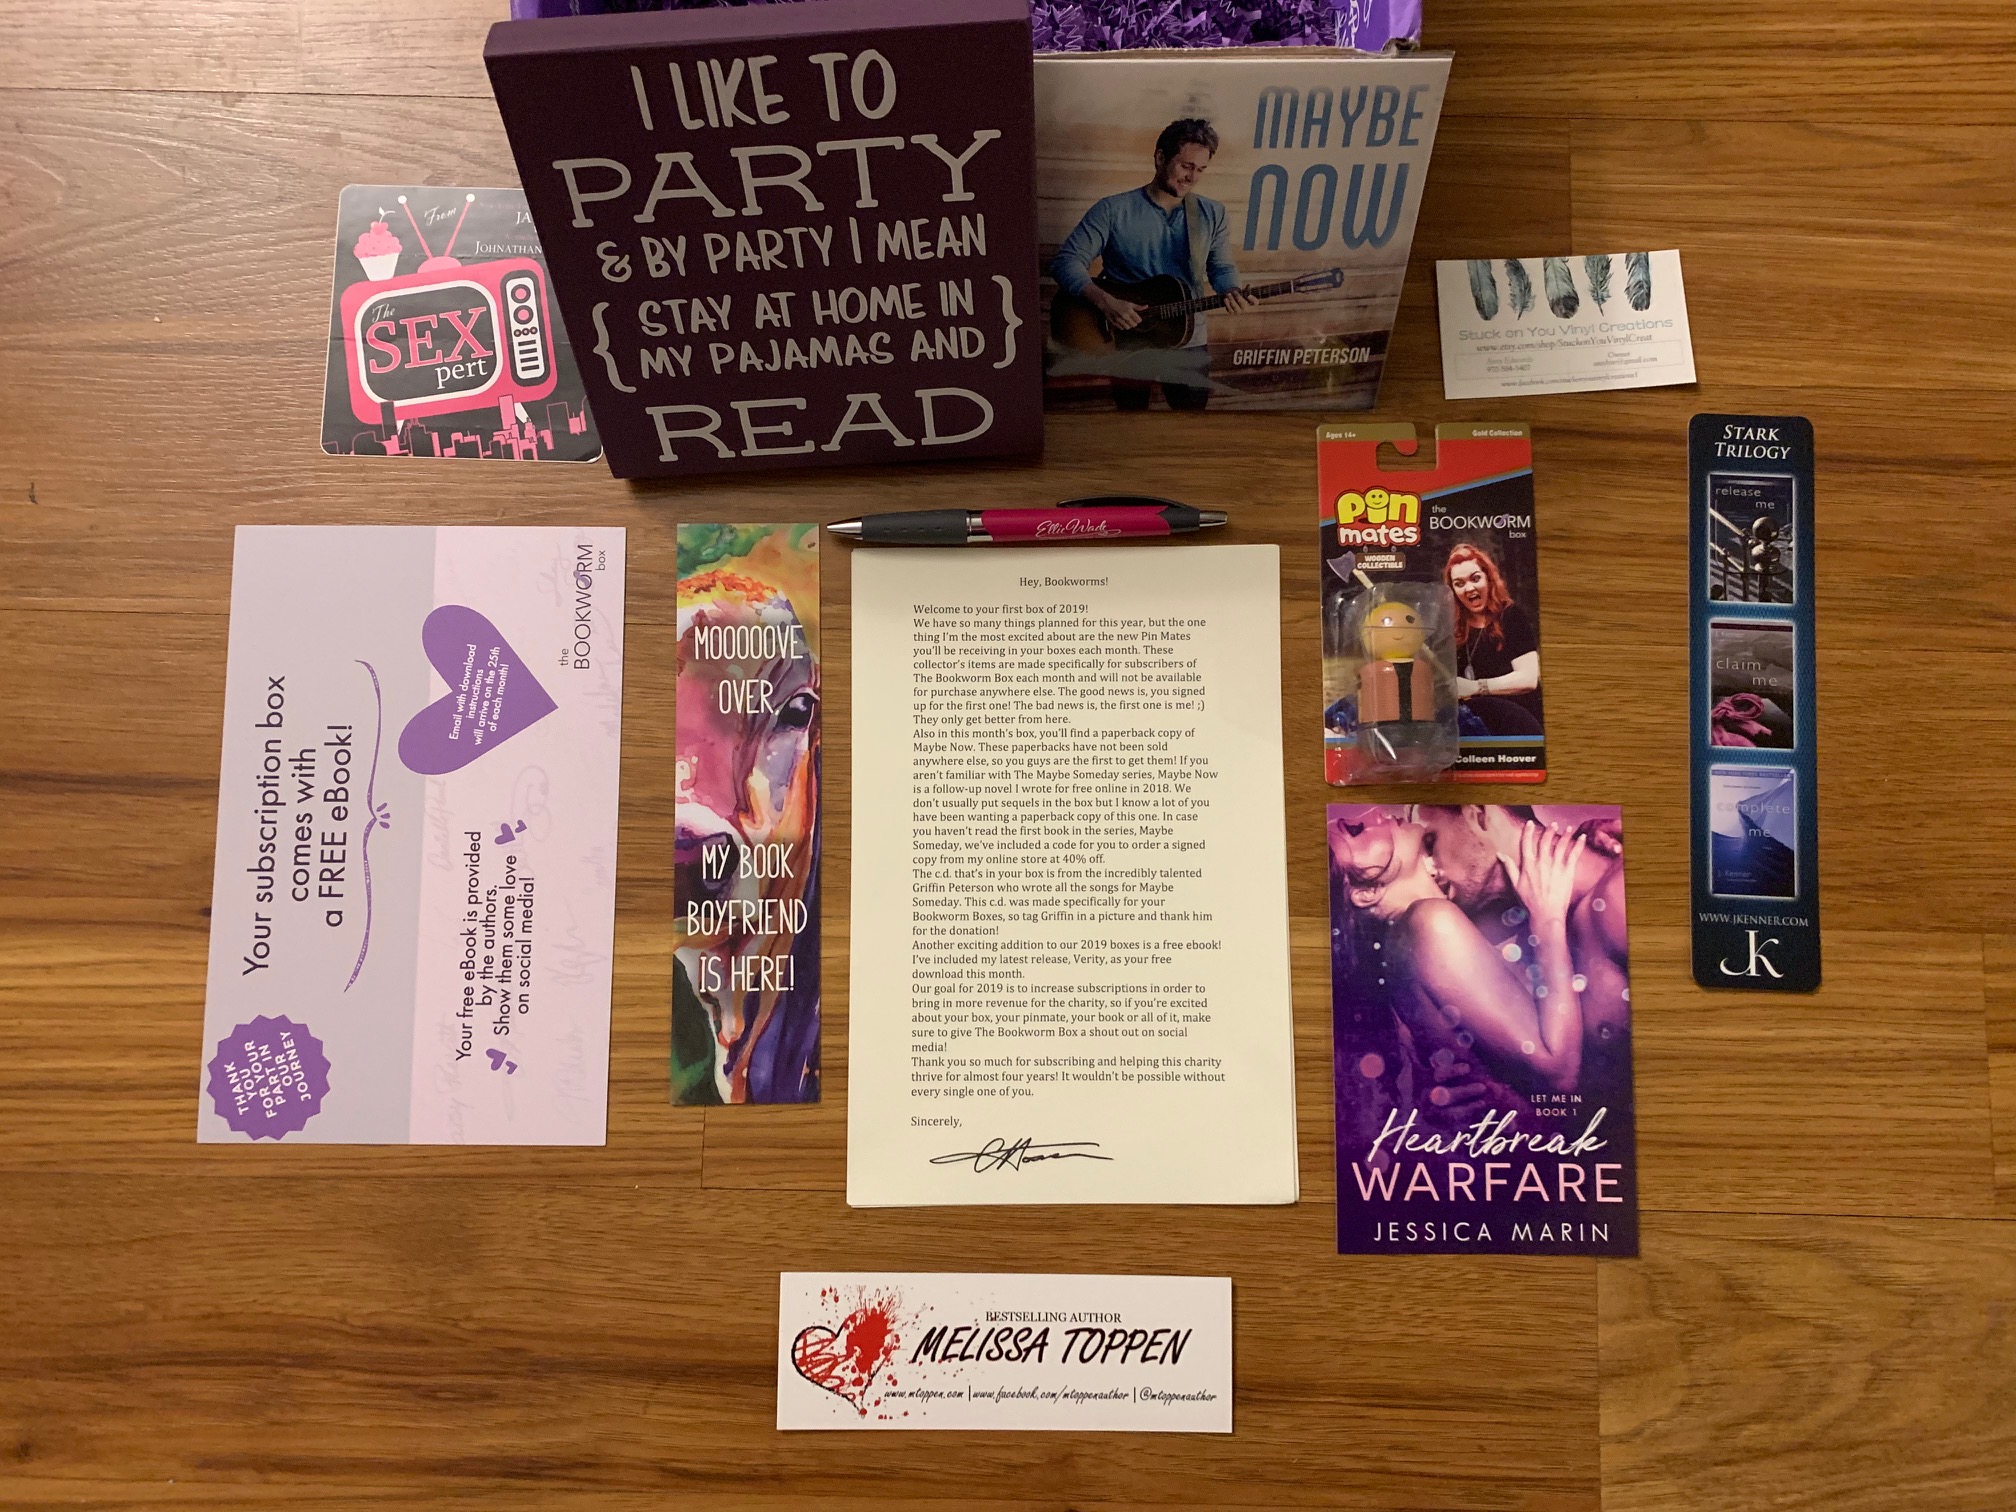 I LIKE TO
PARTY
& BY PARTY I MEAN
{ STAY AT HOME IN }
MY PAJAMAS AND
READ
MAYBE
NOW
GRIFFIN PETERSON
From
JA
JOHNATHAN
The
SEX
pert
Stuck on You Vinyl Creations
www.etsy.com/shop/StuckonYouVinylCreat
Owner
Your subscription box
comes with
a FREE eBook!
Email with download
instructions
will arrive on the 25th
of each month!
the
BOOKWORM
box
Your free eBook is provided
by the authors.
Show them some love
on social media!
THANK
YOU
FOR YOUR
PART IN
OUR
JOURNEY
MOOOOOVE
OVER,
MY BOOK
BOYFRIEND
IS HERE!
Ellie Wade
Hey, Bookworms!
Welcome to your first box of 2019!
We have so many things planned for this year, but the one
thing I'm the most excited about are the new Pin Mates
you'll be receiving in your boxes each month. These
collector's items are made specifically for subscribers of
The Bookworm Box each month and will not be available
for purchase anywhere else. The good news is, you signed
up for the first one! The bad news is, the first one is me! ;)
They only get better from here.
Also in this month's box, you'll find a paperback copy of
Maybe Now. These paperbacks have not been sold
anywhere else, so you guys are the first to get them! If you
aren't familiar with The Maybe Someday series, Maybe Now
is a follow-up novel I wrote for free online in 2018. We
don't usually put sequels in the box but I know a lot of you
have been wanting a paperback copy of this one. In case
you haven't read the first book in the series, Maybe
Someday, we've included a code for you to order a signed
copy from my online store at 40% off.
The c.d. that's in your box is from the incredibly talented
Griffin Peterson who wrote all the songs for Maybe
Someday. This c.d. was made specifically for your
Bookworm Boxes, so tag Griffin in a picture and thank him
for the donation!
Another exciting addition to our 2019 boxes is a free ebook!
I've included my latest release, Verity, as your free
download this month.
Our goal for 2019 is to increase subscriptions in order to
bring in more revenue for the charity, so if you're excited
about your box, your pinmate, your book or all of it, make
sure to give The Bookworm Box a shout out on social
media!
Thank you so much for subscribing and helping this charity
thrive for almost four years! It wouldn't be possible without
every single one of you.
Sincerely,
Ages 14+
Gold Collection
Pin
mates
WOODEN
COLLECTIBLE
the
BOOKWORM
box
Colleen Hoover
STARK
TRILOGY
release
me
claim
me
complete
me
J. Kenner
WWW.JKENNER.COM
JK
LET ME IN
BOOK 1
Heartbreak
WARFARE
JESSICA MARIN
BESTSELLING AUTHOR
MELISSA TOPPEN
www.mtoppen.com | www.facebook.com/mtoppenauthor | @mtoppenauthor